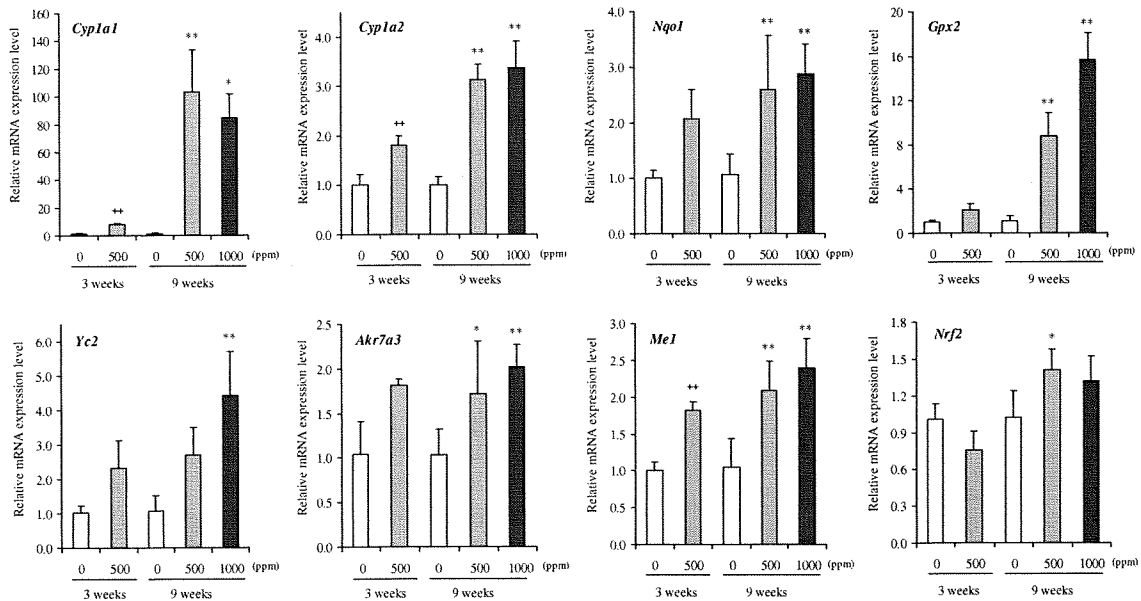 Cyp1a1
Relative mRNA expression level
160
140
120
100
80
60
40
20
0
++
**
*
0 500 0 500 1000 (ppm)
3 weeks 9 weeks
Cyp1a2
Relative mRNA expression level
4.0
3.0
2.0
1.0
0.0
++
**
**
0 500 0 500 1000 (ppm)
3 weeks 9 weeks
Nqo1
Relative mRNA expression level
4.0
3.0
2.0
1.0
0.0
**
**
0 500 0 500 1000 (ppm)
3 weeks 9 weeks
Gpx2
Relative mRNA expression level
20
16
12
8
4
0
**
**
0 500 0 500 1000 (ppm)
3 weeks 9 weeks
Yc2
Relative mRNA expression level
6.0
5.0
4.0
3.0
2.0
1.0
0.0
**
0 500 0 500 1000 (ppm)
3 weeks 9 weeks
Akr7a3
Relative mRNA expression level
2.5
2.0
1.5
1.0
0.5
0.0
*
**
0 500 0 500 1000 (ppm)
3 weeks 9 weeks
Me1
Relative mRNA expression level
3.0
2.5
2.0
1.5
1.0
0.5
0.0
++
**
**
0 500 0 500 1000 (ppm)
3 weeks 9 weeks
Nrf2
Relative mRNA expression level
1.8
1.5
1.2
0.9
0.6
0.3
0.0
*
0 500 0 500 1000 (ppm)
3 weeks 9 weeks